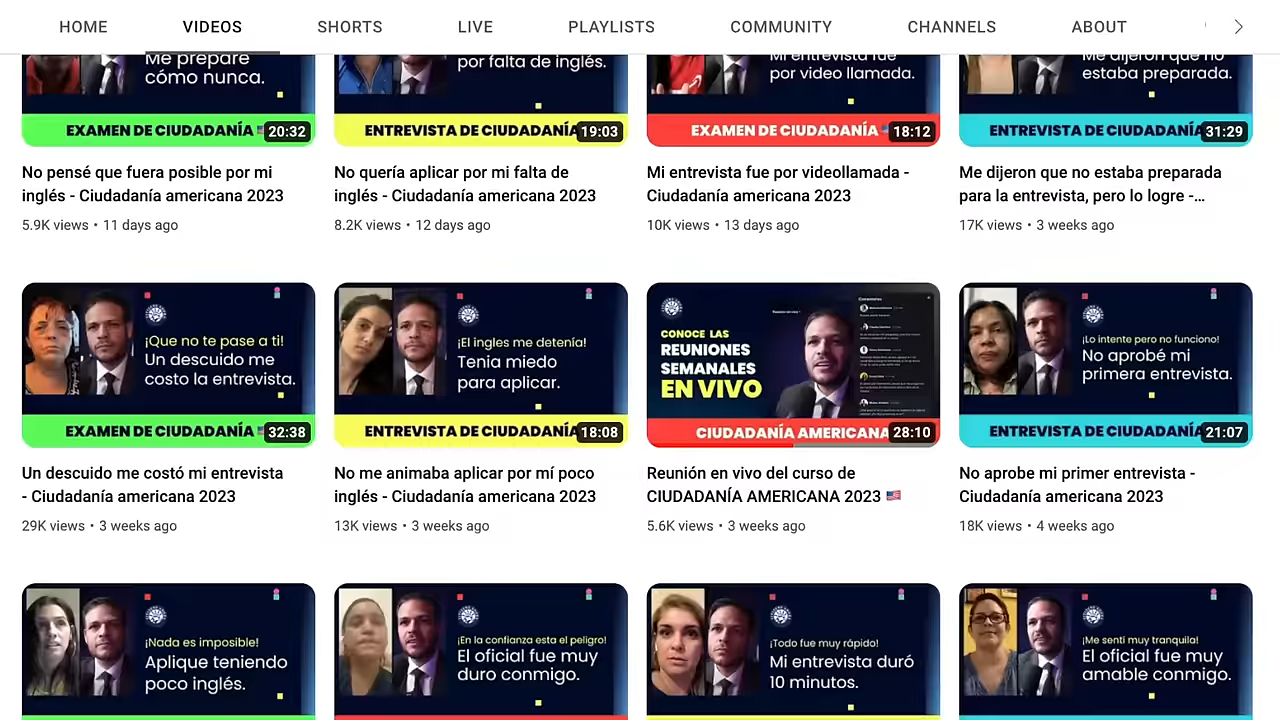 HOME
VIDEOS
SHORTS
LIVE
PLAYLISTS
COMMUNITY
CHANNELS
ABOUT
Me preparé
cómo nunca.
EXAMEN DE CIUDADANÍA
20:32
por falta de inglés.
ENTREVISTA DE CIUDADANÍA
19:03
Mi entrevista fue
por video llamada.
EXAMEN DE CIUDADANÍA
18:12
Me dijeron que no
estaba preparada.
ENTREVISTA DE CIUDADANÍA
31:29
No pensé que fuera posible por mi
inglés - Ciudadanía americana 2023
5.9K views • 11 days ago
No quería aplicar por mi falta de
inglés - Ciudadanía americana 2023
8.2K views • 12 days ago
Mi entrevista fue por videollamada -
Ciudadanía americana 2023
10K views • 13 days ago
Me dijeron que no estaba preparada
para la entrevista, pero lo logre -...
17K views • 3 weeks ago
¡Que no te pase a ti!
Un descuido me
costo la entrevista.
EXAMEN DE CIUDADANÍA
32:38
¡El ingles me detenía!
Tenia miedo
para aplicar.
ENTREVISTA DE CIUDADANÍA
18:08
CONOCE LAS
REUNIONES
SEMANALES
EN VIVO
Comentarios
CIUDADANÍA AMERICANA
28:10
¡Lo intente pero no funciono!
No aprobé mi
primera entrevista.
ENTREVISTA DE CIUDADANÍA
21:07
Un descuido me costó mi entrevista
- Ciudadanía americana 2023
29K views • 3 weeks ago
No me animaba aplicar por mí poco
inglés - Ciudadanía americana 2023
13K views • 3 weeks ago
Reunión en vivo del curso de
CIUDADANÍA AMERICANA 2023 🇺🇸
5.6K views • 3 weeks ago
No aprobe mi primer entrevista -
Ciudadanía americana 2023
18K views • 4 weeks ago
¡Nada es imposible!
Aplique teniendo
poco inglés.
¡En la confianza esta el peligro!
El oficial fue muy
duro conmigo.
¡Todo fue muy rápido!
Mi entrevista duró
10 minutos.
¡Me sentí muy tranquila!
El oficial fue muy
amable conmigo.